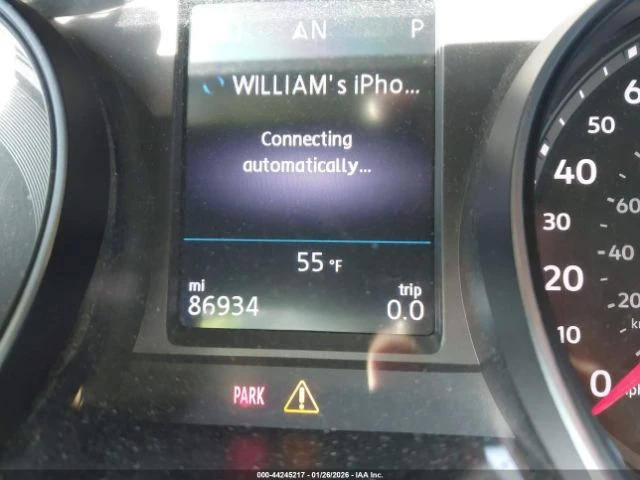 AN P
WILLIAM's iPho...
Connecting
automatically...
55 °F
mi trip
86934 0.0
PARK
50
40
30
20
10
0
60
40
20
000-44245217 - 01/26/2026 - IAA Inc.